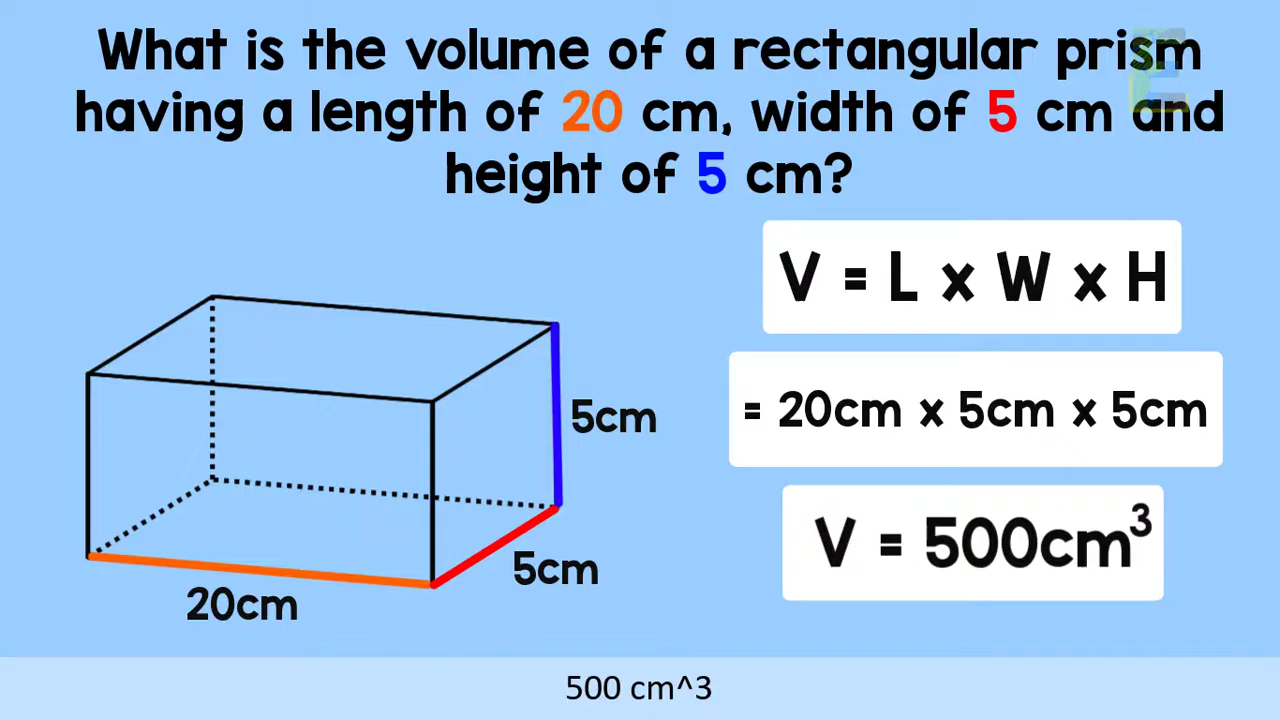 What is the volume of a rectangular prism
having a length of 20 cm, width of 5 cm and
height of 5 cm?
V = L x W x H
= 20cm x 5cm x 5cm
V = 500cm³
5cm
5cm
20cm
500 cm^3